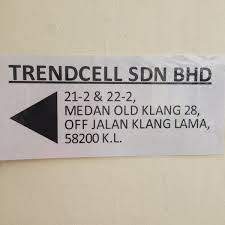 TRENDCELL SDN BHD
21-2 & 22-2,
MEDAN OLD KLANG 28,
OFF JALAN KLANG LAMA,
58200 K.L.